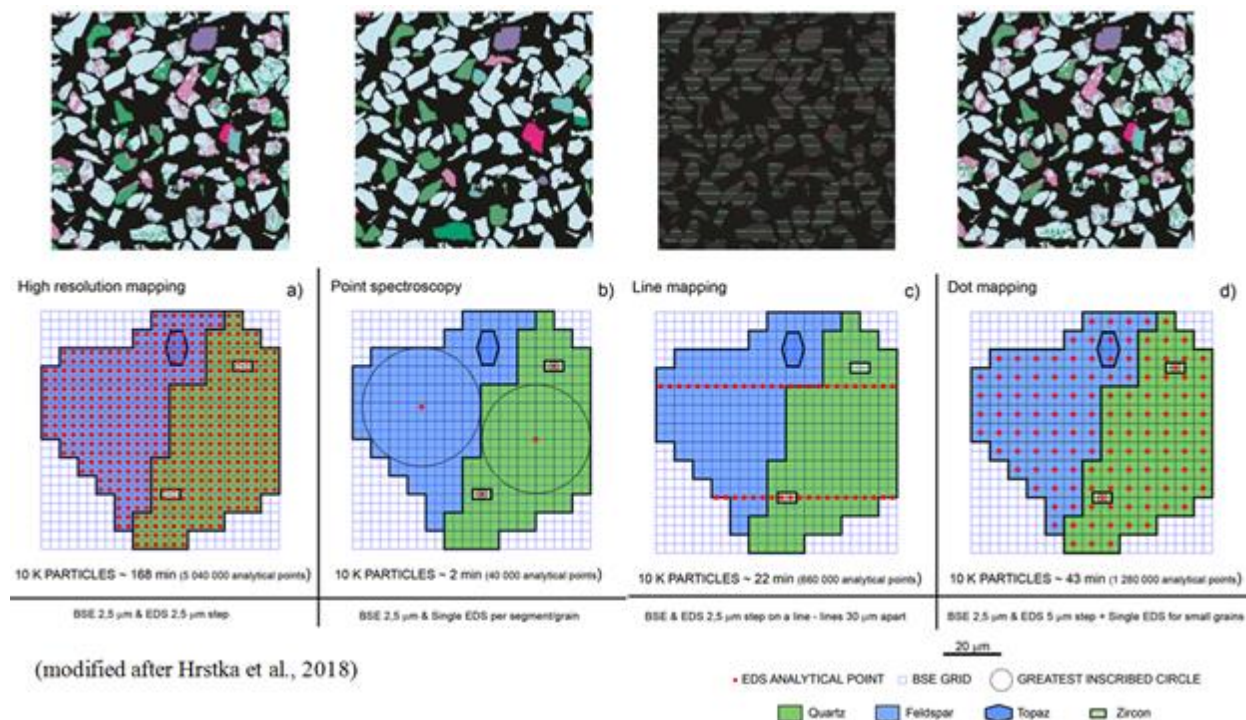 High resolution mapping a)
Point spectroscopy b)
Line mapping c)
Dot mapping d)
10 K PARTICLES ~ 168 min (5 040 000 analytical points)
10 K PARTICLES ~ 2 min (40 000 analytical points)
10 K PARTICLES ~ 22 min (660 000 analytical points)
10 K PARTICLES ~ 43 min (1 280 000 analytical points)
BSE 2,5 µm & EDS 2,5 µm step
BSE 2,5 µm & Single EDS per segment/grain
BSE & EDS 2,5 µm step on a line - lines 30 µm apart
BSE 2,5 µm & EDS 5 µm step + Single EDS for small grains
20 µm
(modified after Hrstka et al., 2018)
EDS ANALYTICAL POINT BSE GRID GREATEST INSCRIBED CIRCLE
Quartz Feldspar Topaz Zircon